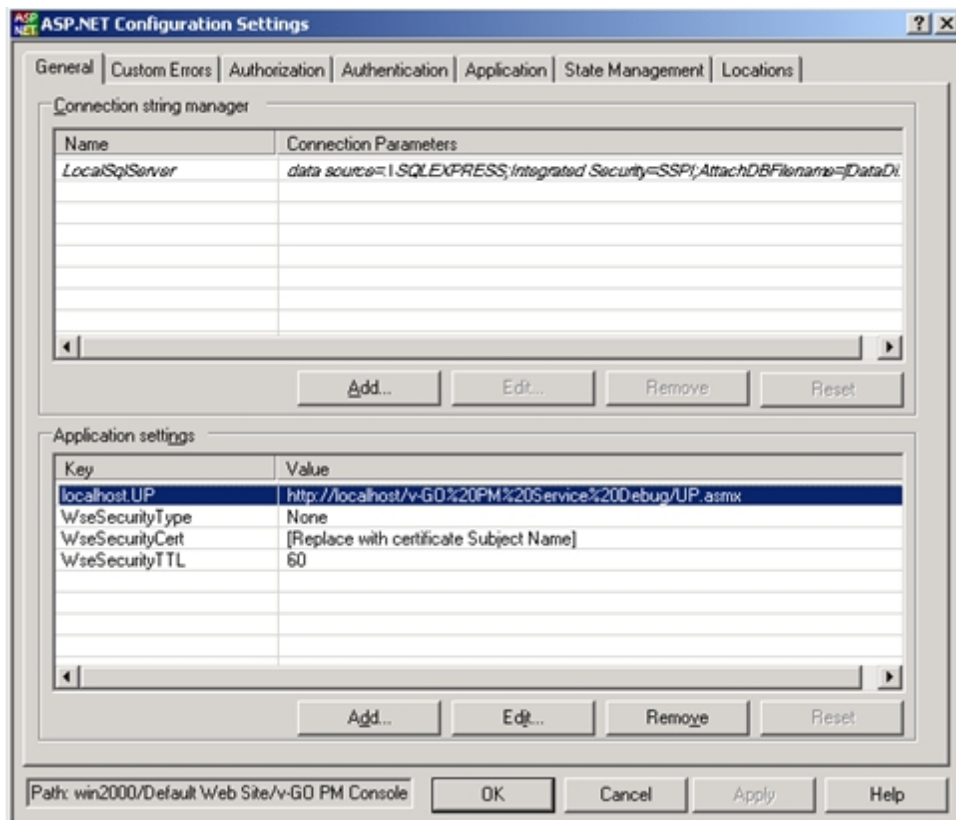 ASP.NET Configuration Settings
General Custom Errors Authorization Authentication Application State Management Locations
Connection string manager
Name Connection Parameters
LocalSqlServer data source=.\SQLEXPRESS;Integrated Security=SSPI;AttachDBFilename=|DataDi
Add... Edit... Remove Reset
Application settings
Key Value
localhost.UP http://localhost/v-GO%20PM%20Service%20Debug/UP.asmx
WseSecurityType None
WseSecurityCert [Replace with certificate Subject Name]
WseSecurityTTL 60
Add... Edit... Remove Reset
Path: win2000/Default Web Site/v-GO PM Console OK Cancel Apply Help